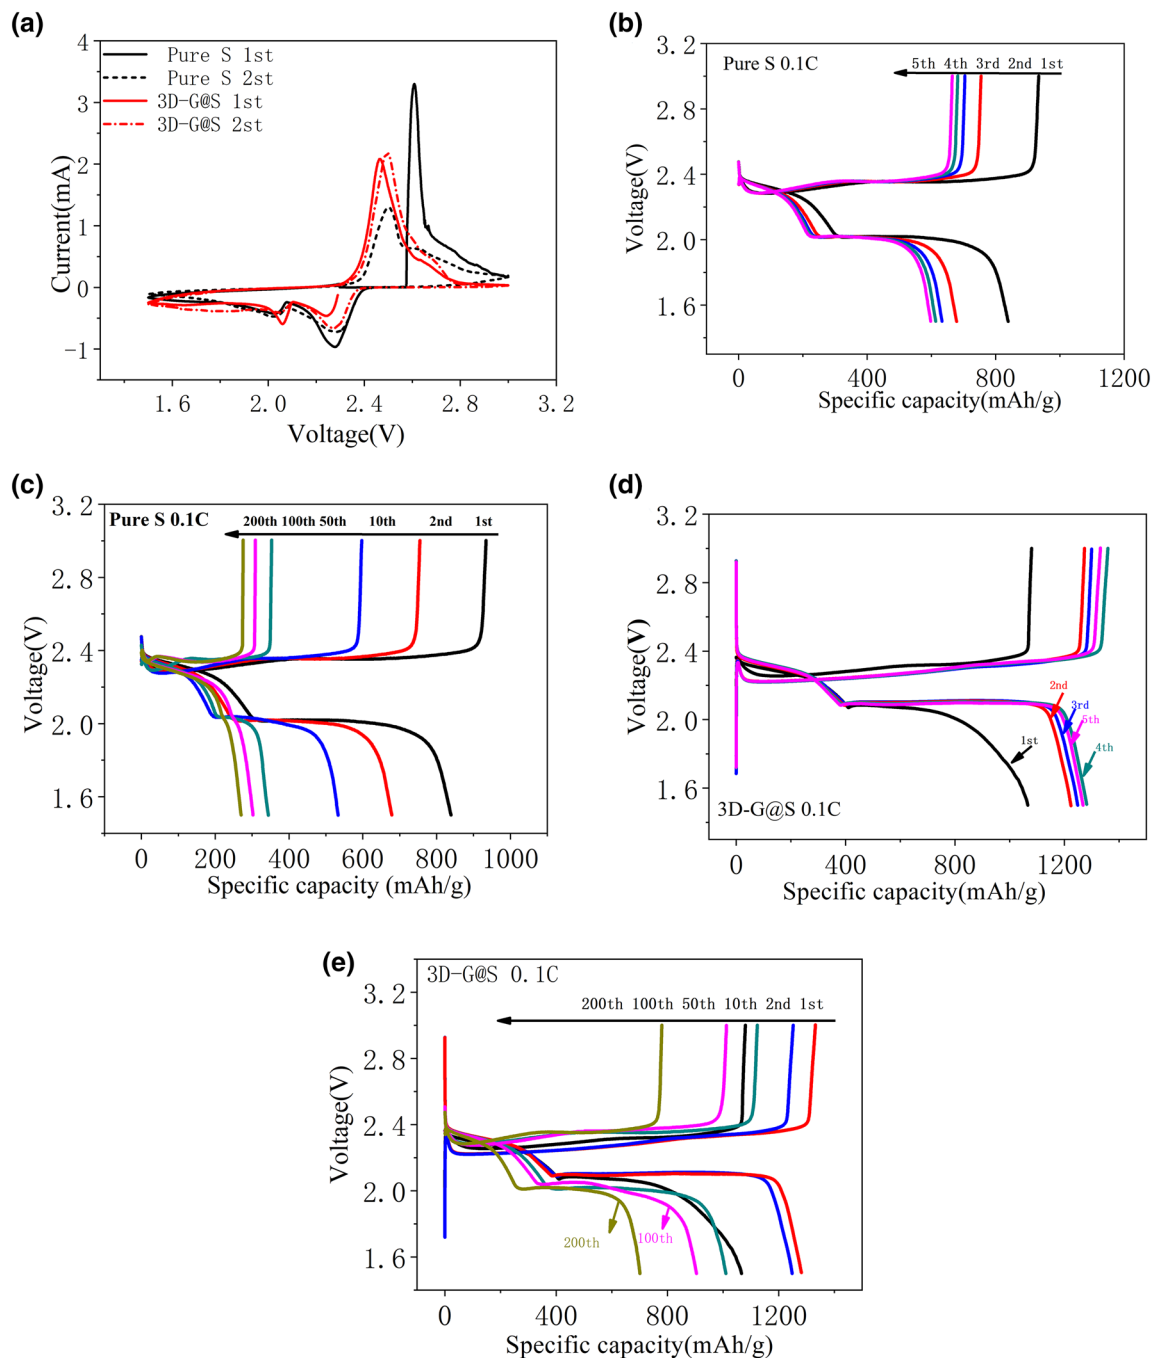 (a)
4
3
2
1
0
−1
Current(mA)
Pure S 1st
Pure S 2st
3D-G@S 1st
3D-G@S 2st
1.6 2.0 2.4 2.8 3.2
Voltage(V)
(b)
3.2
2.8
2.4
2.0
1.6
Voltage(V)
Pure S 0.1C
5th 4th 3rd 2nd 1st
0 400 800 1200
Specific capacity(mAh/g)
(c)
3.2
2.8
2.4
2.0
1.6
Voltage(V)
Pure S 0.1C
200th 100th 50th 10th 2nd 1st
0 200 400 600 800 1000
Specific capacity (mAh/g)
(d)
3.2
2.8
2.4
2.0
1.6
Voltage(V)
2nd
3rd
5th
1st
4th
3D-G@S 0.1C
0 400 800 1200
Specific capacity(mAh/g)
(e)
3.2
2.8
2.4
2.0
1.6
Voltage(V)
3D-G@S 0.1C
200th 100th 50th 10th 2nd 1st
200th
100th
0 400 800 1200
Specific capacity(mAh/g)